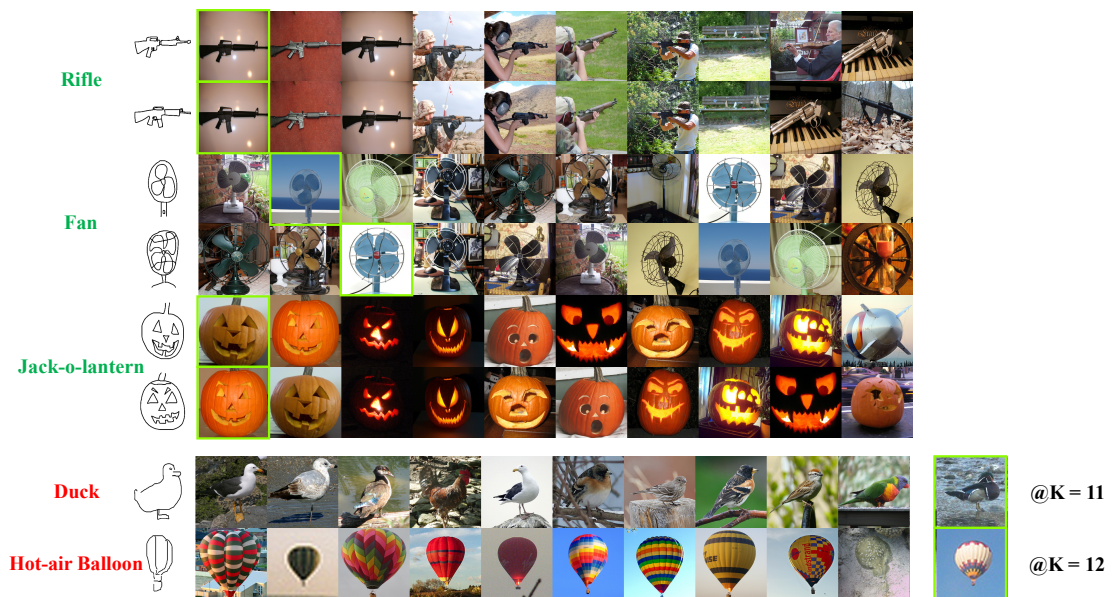 Rifle
Fan
Jack-o-lantern
Duck
@K = 11
Hot-air Balloon
@K = 12